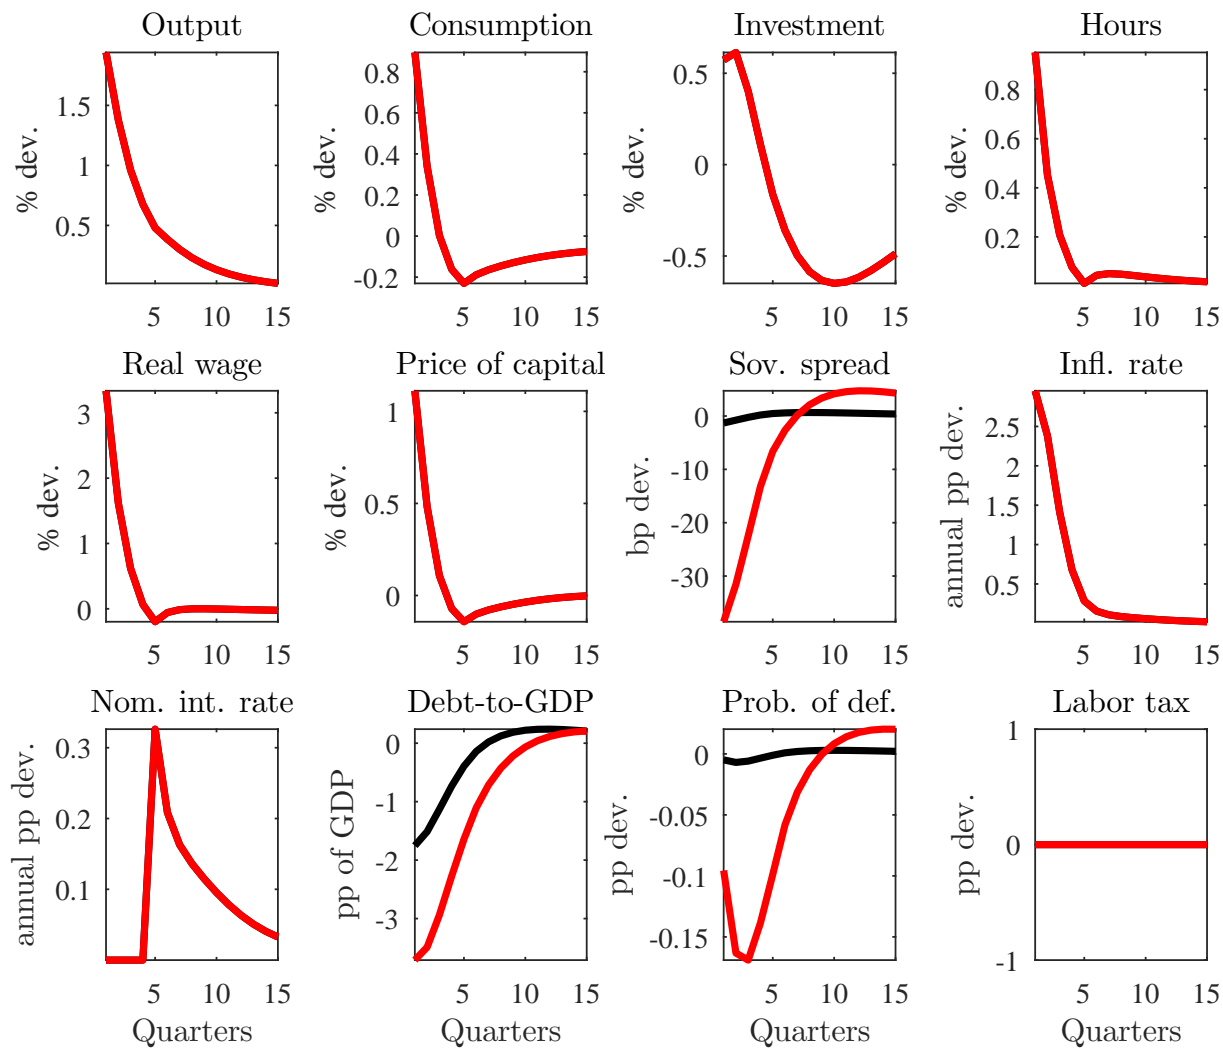 Output
Consumption
Investment
Hours
% dev.
1.5
1
0.5
5 10 15
% dev.
0.8
0.6
0.4
0.2
0
-0.2
5 10 15
% dev.
0.5
0
-0.5
5 10 15
% dev.
0.8
0.6
0.4
0.2
5 10 15
Real wage
Price of capital
Sov. spread
Infl. rate
% dev.
3
2
1
0
5 10 15
% dev.
1
0.5
0
5 10 15
bp dev.
0
-10
-20
-30
5 10 15
annual pp dev.
2.5
2
1.5
1
0.5
5 10 15
Nom. int. rate
Debt-to-GDP
Prob. of def.
Labor tax
annual pp dev.
0.3
0.2
0.1
5 10 15
Quarters
pp of GDP
0
-1
-2
-3
5 10 15
Quarters
pp dev.
0
-0.05
-0.1
-0.15
5 10 15
Quarters
pp dev.
1
0
-1
5 10 15
Quarters